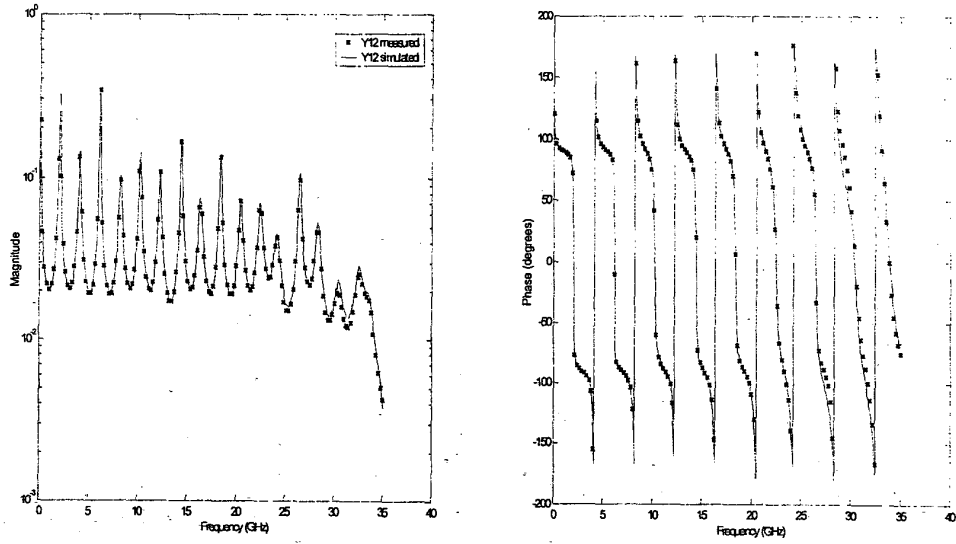 10^0
Y12 measured
Y12 simulated
10^-1
Magnitude
10^-2
10^-3
0 5 10 15 20 25 30 35 40
Frequency (GHz)
200
150
100
50
0
-50
-100
-150
-200
Phase (degrees)
0 5 10 15 20 25 30 35 40
Frequency (GHz)